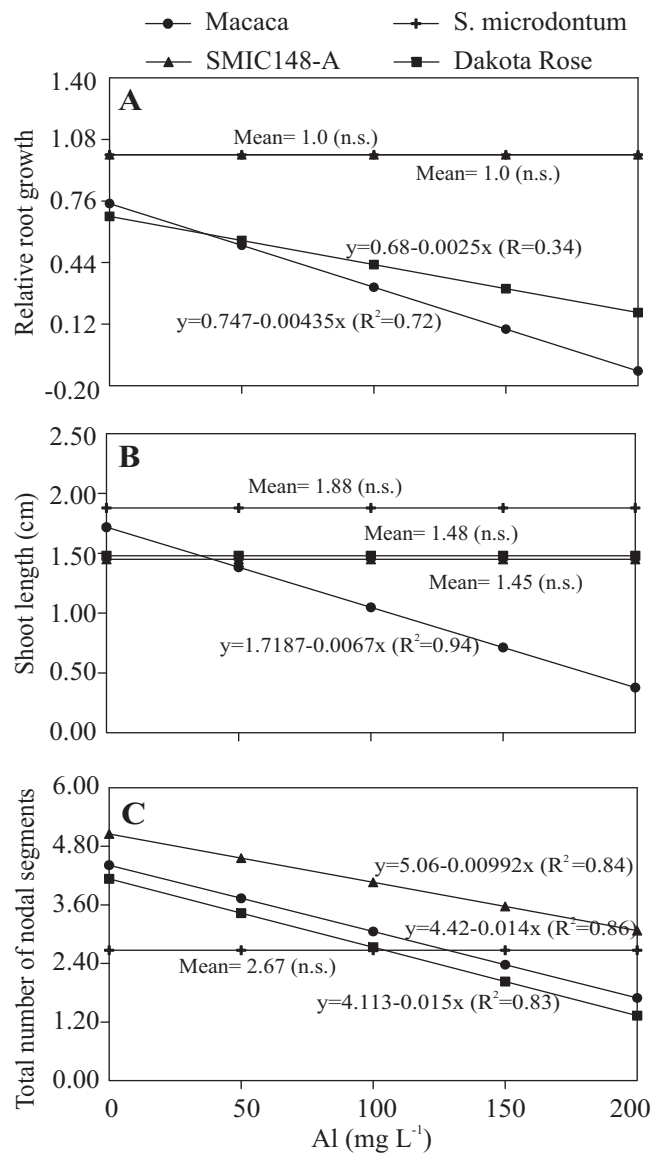 Macaca
S. microdontum
SMIC148-A
Dakota Rose
A
Relative root growth
1.40
1.08
0.76
0.44
0.12
-0.20
Mean= 1.0 (n.s.)
Mean= 1.0 (n.s.)
y=0.68-0.0025x (R=0.34)
y=0.747-0.00435x (R²=0.72)
B
Shoot length (cm)
2.50
2.00
1.50
1.00
0.50
0.00
Mean= 1.88 (n.s.)
Mean= 1.48 (n.s.)
Mean= 1.45 (n.s.)
y=1.7187-0.0067x (R²=0.94)
C
Total number of nodal segments
6.00
4.80
3.60
2.40
1.20
0.00
y=5.06-0.00992x (R²=0.84)
y=4.42-0.014x (R²=0.86)
Mean= 2.67 (n.s.)
y=4.113-0.015x (R²=0.83)
0 50 100 150 200
Al (mg L⁻¹)